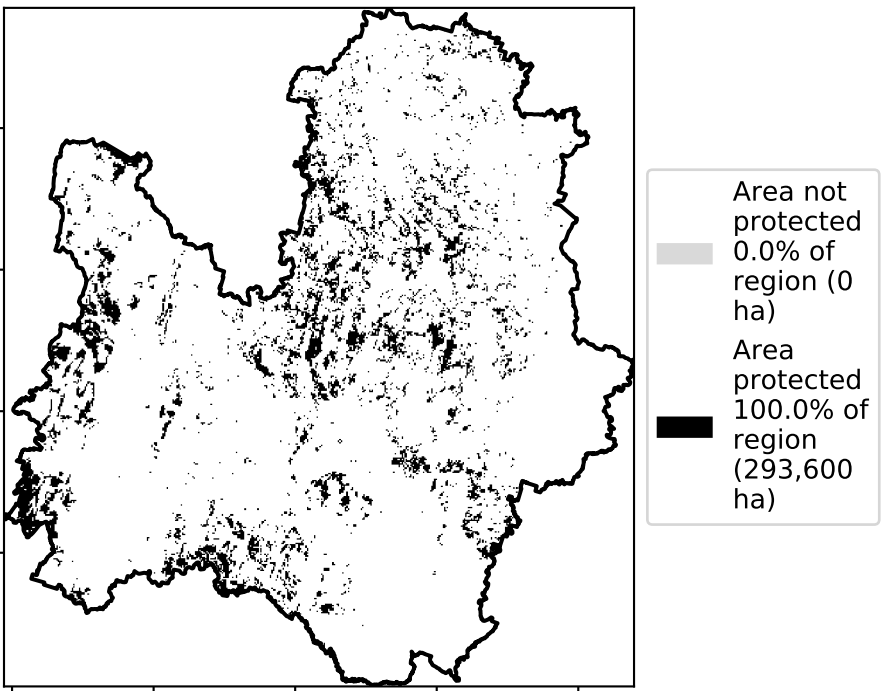 Area not
protected
0.0% of
region (0
ha)
Area
protected
100.0% of
region
(293,600
ha)